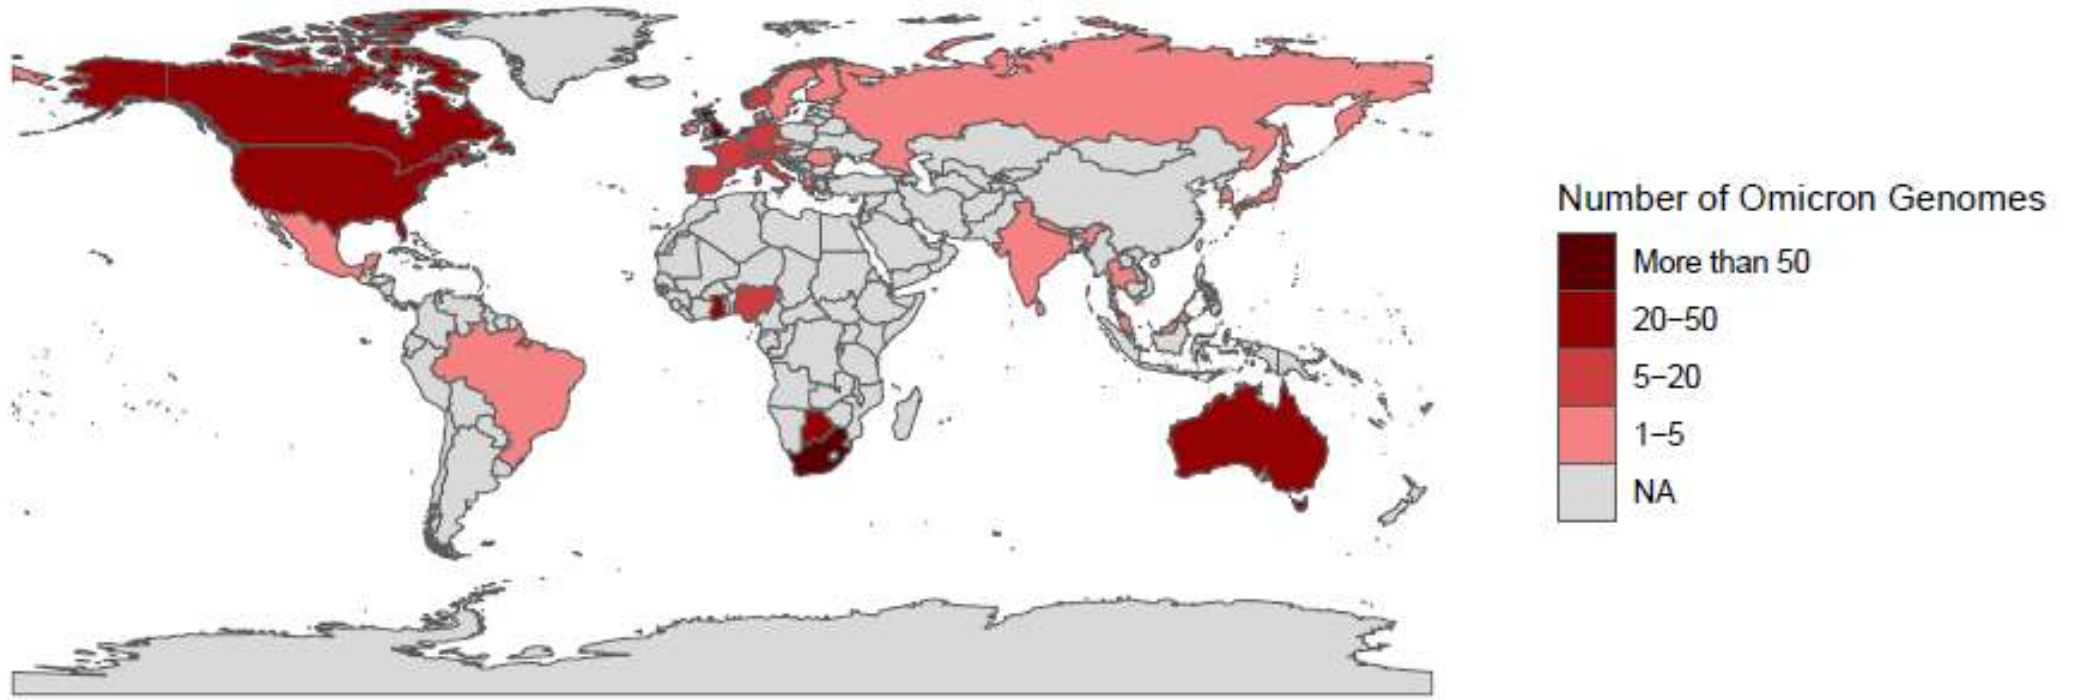 Number of Omicron Genomes
More than 50
20−50
5−20
1−5
NA